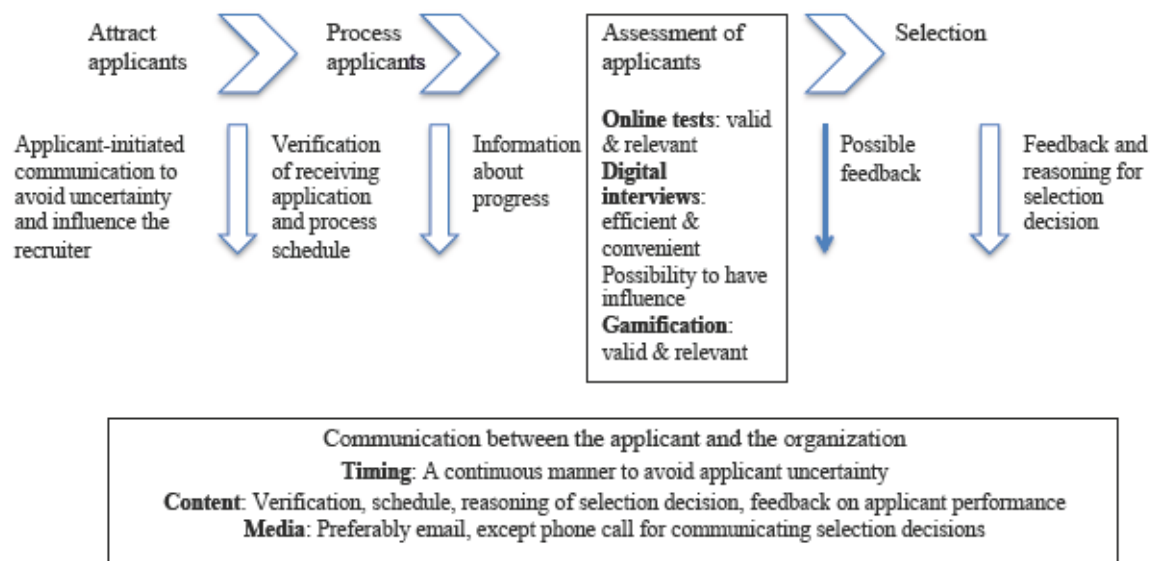 Attract
applicants
Process
applicants
Assessment of
applicants
Selection
Applicant-initiated
communication to
avoid uncertainty
and influence the
recruiter
Verification
of receiving
application
and process
schedule
Information
about
progress
Online tests: valid
& relevant
Digital
interviews:
efficient &
convenient
Possibility to have
influence
Gamification:
valid & relevant
Possible
feedback
Feedback and
reasoning for
selection
decision
Communication between the applicant and the organization
Timing: A continuous manner to avoid applicant uncertainty
Content: Verification, schedule, reasoning of selection decision, feedback on applicant performance
Media: Preferably email, except phone call for communicating selection decisions